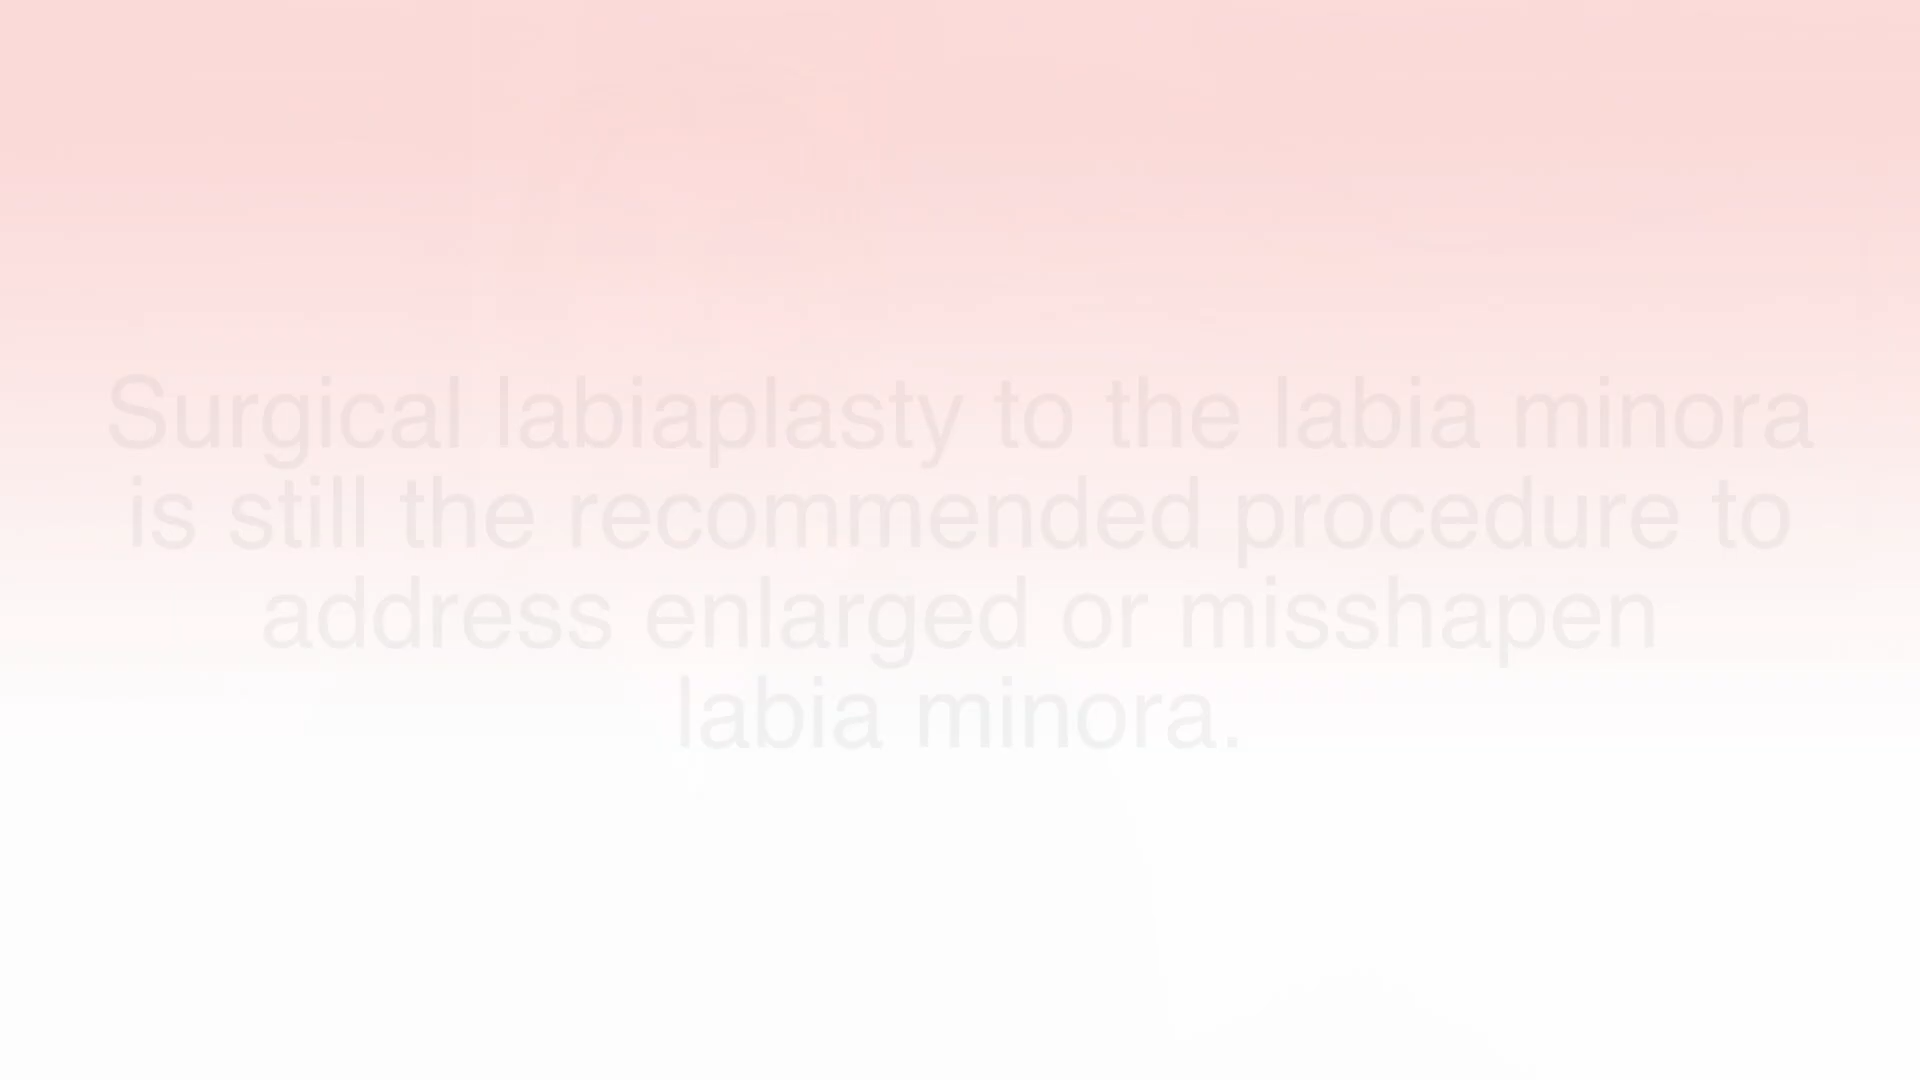 Surgical labiaplasty to the labia minora
is still the recommended procedure to
address enlarged or misshapen
labia minora.